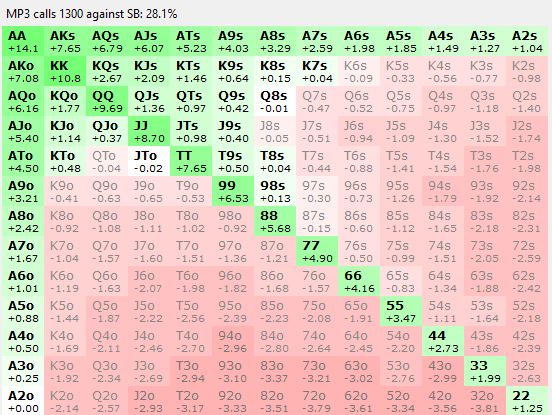 MP3 calls 1300 against SB: 28.1%
AA AKs AQs AJs ATs A9s A8s A7s A6s A5s A4s A3s A2s
+14.1 +7.65 +6.79 +6.07 +5.23 +4.03 +3.29 +2.59 +1.98 +1.85 +1.49 +1.27 +1.04
AKo KK KQs KJs KTs K9s K8s K7s K6s K5s K4s K3s K2s
+7.08 +10.8 +2.67 +2.09 +1.46 +0.64 +0.15 +0.04 -0.09 -0.33 -0.56 -0.77 -0.98
AQo KQo QQ QJs QTs Q9s Q8s Q7s Q6s Q5s Q4s Q3s Q2s
+6.16 +1.77 +9.69 +1.36 +0.97 +0.42 -0.01 -0.47 -0.52 -0.75 -0.97 -1.18 -1.40
AJo KJo QJo JJ JTs J9s J8s J7s J6s J5s J4s J3s J2s
+5.40 +1.14 +0.37 +8.70 +0.98 +0.40 -0.05 -0.51 -0.94 -1.09 -1.30 -1.52 -1.74
ATo KTo QTo JTo TT T9s T8s T7s T6s T5s T4s T3s T2s
+4.50 +0.48 -0.04 -0.02 +7.65 +0.50 +0.04 -0.44 -0.88 -1.41 -1.54 -1.76 -1.98
A9o K9o Q9o J9o T9o 99 98s 97s 96s 95s 94s 93s 92s
+3.21 -0.41 -0.63 -0.65 -0.53 +6.53 +0.13 -0.30 -0.73 -1.25 -1.79 -1.92 -2.14
A8o K8o Q8o J8o T8o 98o 88 87s 86s 85s 84s 83s 82s
+2.42 -0.92 -1.08 -1.11 -1.02 -0.92 +5.68 -0.15 -0.60 -1.12 -1.65 -2.18 -2.31
A7o K7o Q7o J7o T7o 97o 87o 77 76s 75s 74s 73s 72s
+1.67 -1.04 -1.57 -1.60 -1.51 -1.36 -1.21 +4.90 -0.50 -0.99 -1.51 -2.05 -2.59
A6o K6o Q6o J6o T6o 96o 86o 76o 66 65s 64s 63s 62s
+1.01 -1.19 -1.63 -2.07 -1.98 -1.82 -1.68 -1.57 +4.16 -0.83 -1.34 -1.88 -2.42
A5o K5o Q5o J5o T5o 95o 85o 75o 65o 55 54s 53s 52s
+0.88 -1.44 -1.87 -2.22 -2.56 -2.39 -2.23 -2.08 -1.91 +3.47 -1.11 -1.64 -2.18
A4o K4o Q4o J4o T4o 94o 84o 74o 64o 54o 44 43s 42s
+0.50 -1.69 -2.11 -2.46 -2.70 -2.96 -2.80 -2.64 -2.45 -2.20 +2.73 -1.86 -2.39
A3o K3o Q3o J3o T3o 93o 83o 73o 63o 53o 43o 33 32s
+0.25 -1.92 -2.34 -2.69 -2.94 -3.10 -3.37 -3.21 -3.02 -2.76 -2.99 +1.99 -2.63
A2o K2o Q2o J2o T2o 92o 82o 72o 62o 52o 42o 32o 22
+0.00 -2.14 -2.57 -2.93 -3.17 -3.33 -3.51 -3.79 -3.61 -3.34 -3.56 -3.81 +1.25